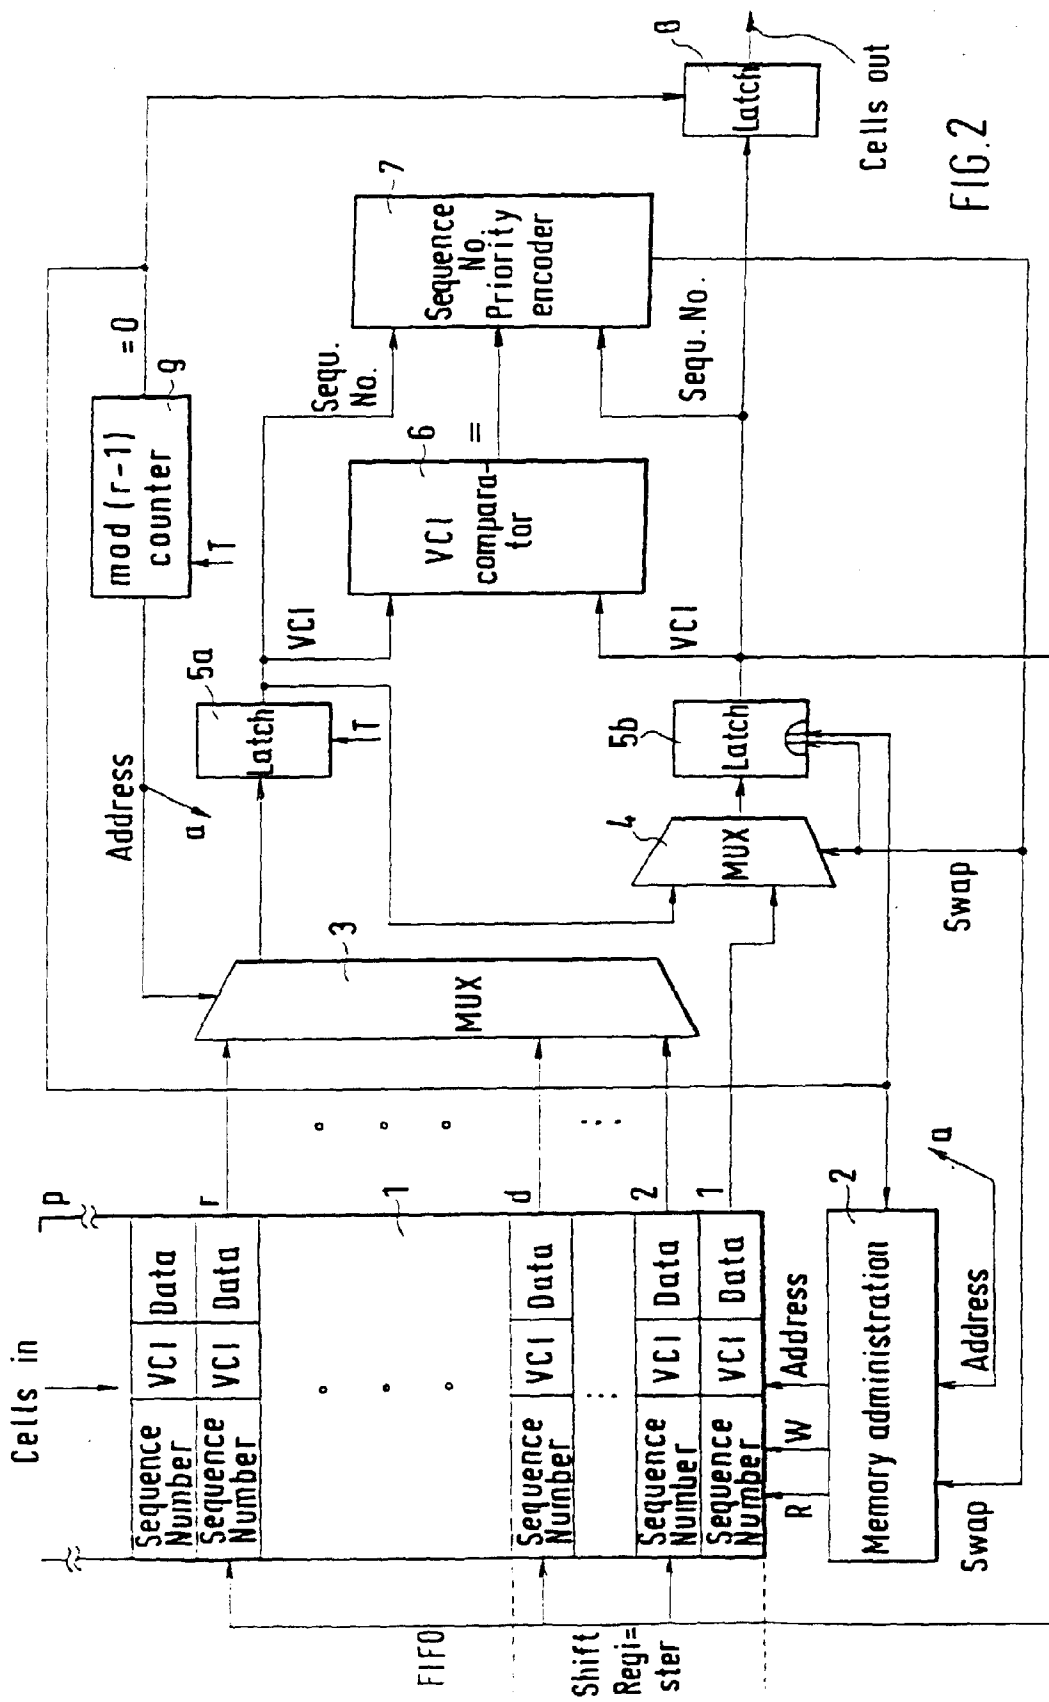 Cells in
p
Sequence Number
VCI
Data
Sequence Number
VCI
Data
r
1
Sequence Number
VCI
Data
d
Sequence Number
VCI
Data
2
Sequence Number
VCI
Data
1
FIFO
Shift
Regi=
ster
R
W
Address
Memory administration
2
Swap
Address
a
MUX
3
Address
a
mod (r-1)
counter
9
T
=0
Latch
5a
T
VCI
MUX
4
Swap
Latch
5b
VCI
VCI
compara-
tor
6
=
Sequ.
No.
Sequ. No.
Sequence
No.
Priority
encoder
7
Latch
8
Cells out
FIG.2